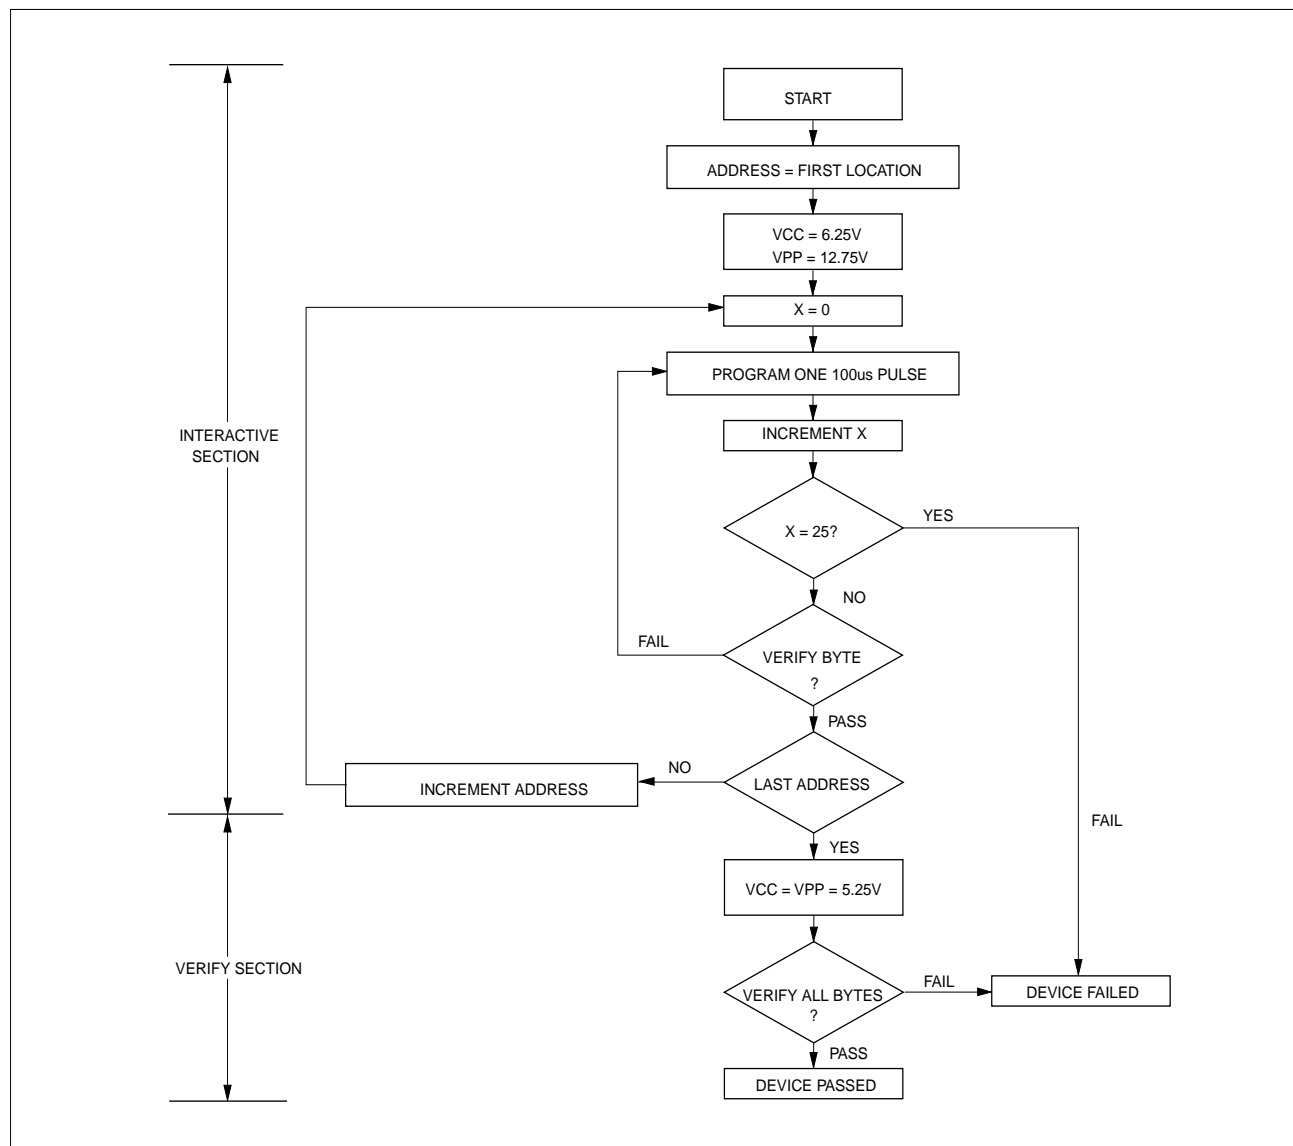 START
ADDRESS = FIRST LOCATION
VCC = 6.25V
VPP = 12.75V
X = 0
PROGRAM ONE 100us PULSE
INCREMENT X
INTERACTIVE
SECTION
X = 25?
YES
NO
FAIL
VERIFY BYTE
?
PASS
NO
LAST ADDRESS
INCREMENT ADDRESS
FAIL
YES
VCC = VPP = 5.25V
VERIFY SECTION
VERIFY ALL BYTES
?
FAIL
DEVICE FAILED
PASS
DEVICE PASSED